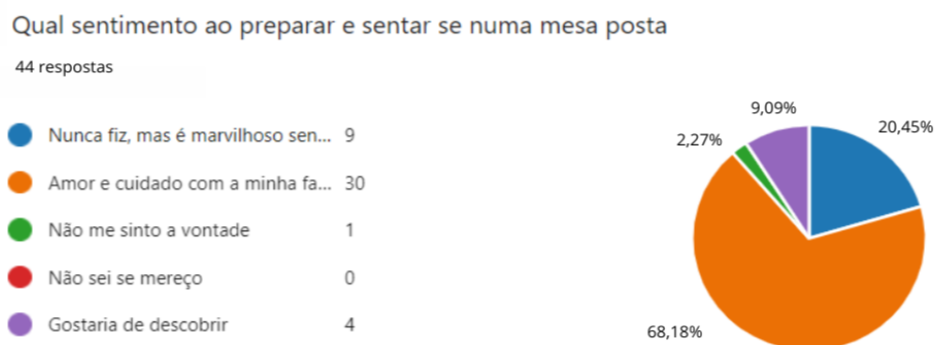 Qual sentimento ao preparar e sentar se numa mesa posta
44 respostas
Nunca fiz, mas é marvilhoso sen... 9
Amor e cuidado com a minha fa... 30
Não me sinto a vontade 1
Não sei se mereço 0
Gostaria de descobrir 4
9,09%
20,45%
2,27%
68,18%